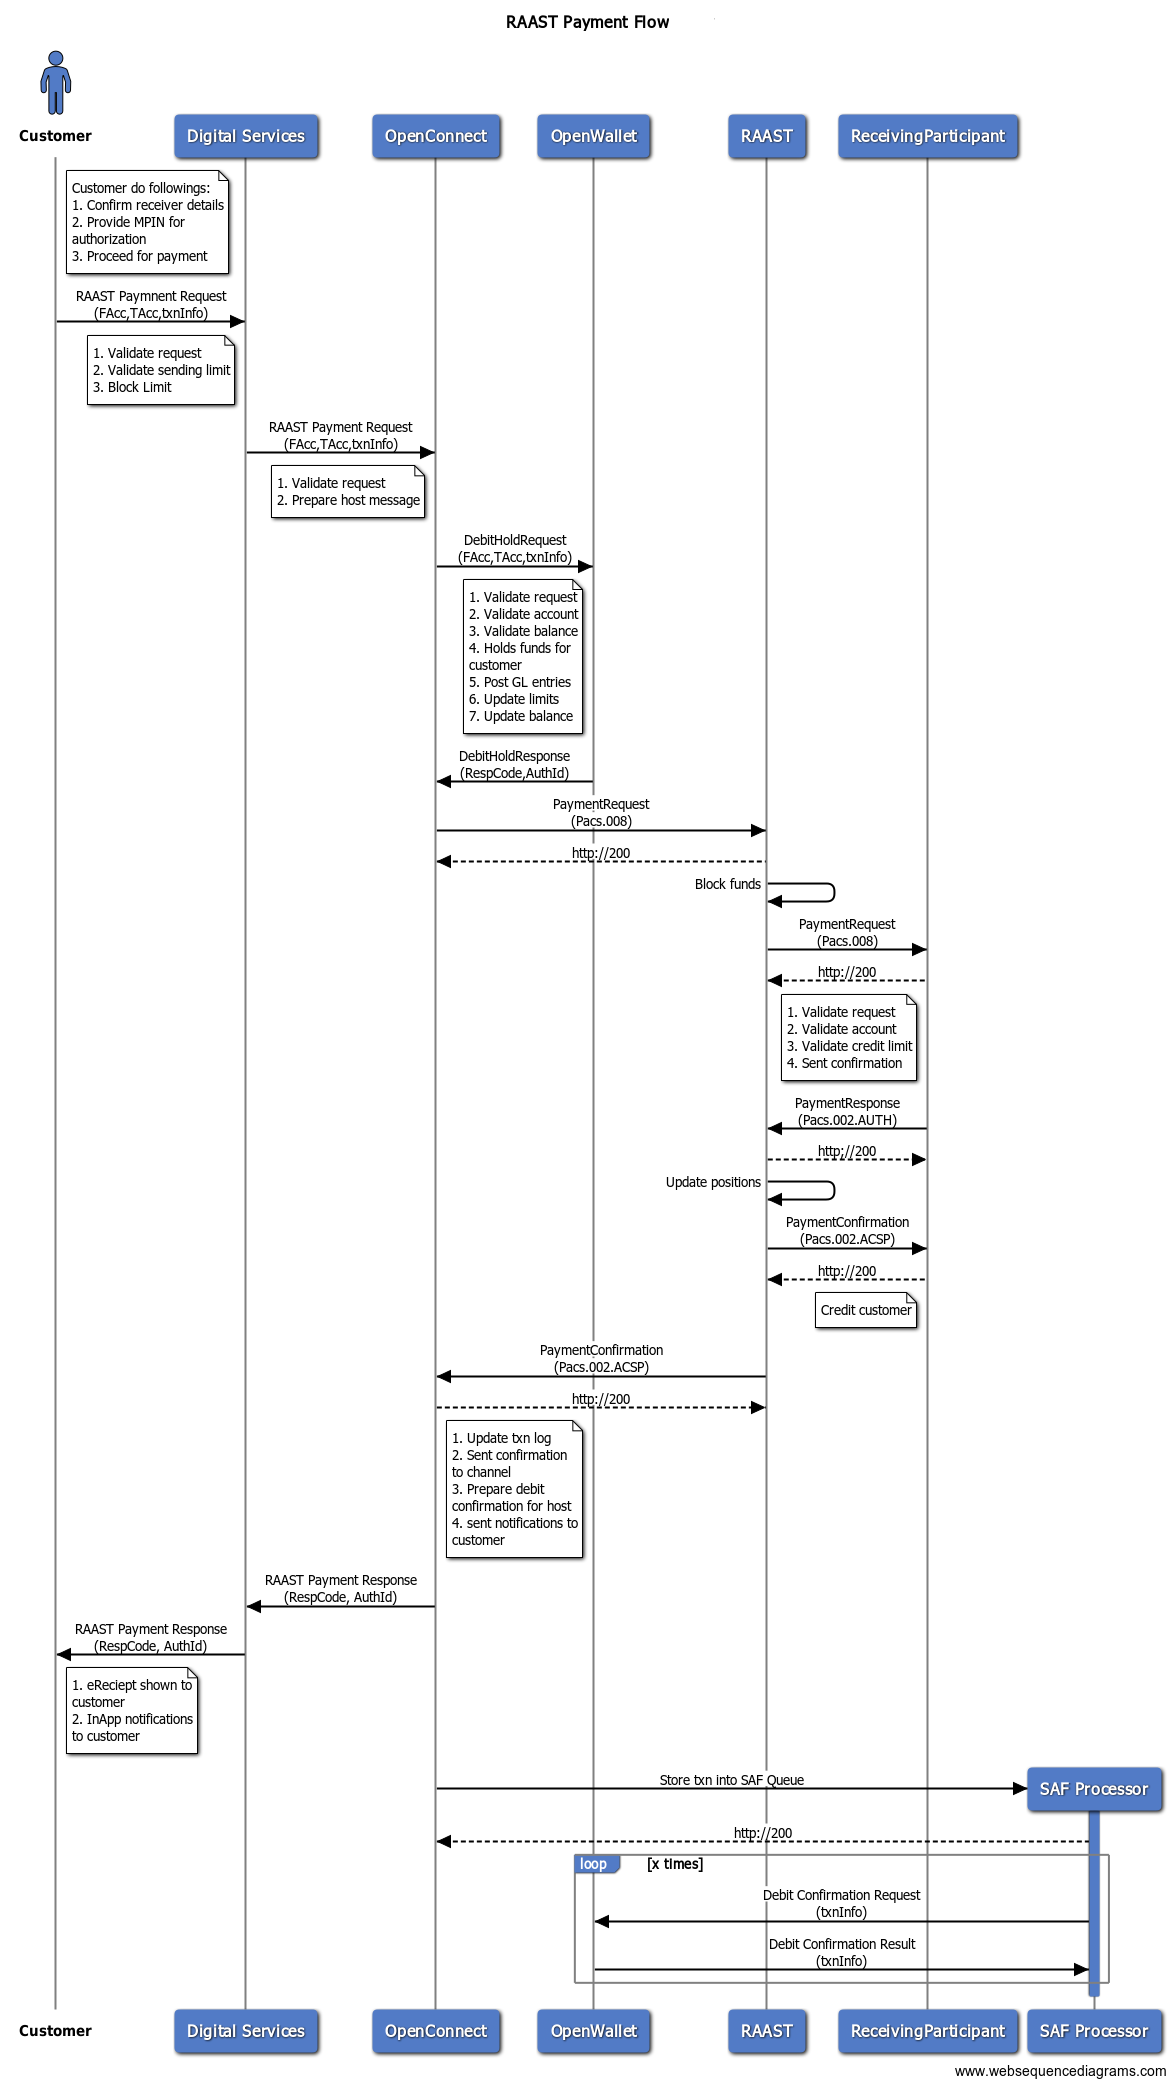 RAAST Payment Flow
Customer
Digital Services
OpenConnect
OpenWallet
RAAST
ReceivingParticipant
Customer do followings:
1. Confirm receiver details
2. Provide MPIN for
authorization
3. Proceed for payment
RAAST Paymnent Request
(FAcc,TAcc,txnInfo)
1. Validate request
2. Validate sending limit
3. Block Limit
RAAST Payment Request
(FAcc,TAcc,txnInfo)
1. Validate request
2. Prepare host message
DebitHoldRequest
(FAcc,TAcc,txnInfo)
1. Validate request
2. Validate account
3. Validate balance
4. Holds funds for
customer
5. Post GL entries
6. Update limits
7. Update balance
DebitHoldResponse
(RespCode,AuthId)
PaymentRequest
(Pacs.008)
http://200
Block funds
PaymentRequest
(Pacs.008)
http://200
1. Validate request
2. Validate account
3. Validate credit limit
4. Sent confirmation
PaymentResponse
(Pacs.002.AUTH)
http;//200
Update positions
PaymentConfirmation
(Pacs.002.ACSP)
http://200
Credit customer
PaymentConfirmation
(Pacs.002.ACSP)
http://200
1. Update txn log
2. Sent confirmation
to channel
3. Prepare debit
confirmation for host
4. sent notifications to
customer
RAAST Payment Response
(RespCode, AuthId)
RAAST Payment Response
(RespCode, AuthId)
1. eReciept shown to
customer
2. InApp notifications
to customer
Store txn into SAF Queue
SAF Processor
http://200
loop [x times]
Debit Confirmation Request
(txnInfo)
Debit Confirmation Result
(txnInfo)
Customer
Digital Services
OpenConnect
OpenWallet
RAAST
ReceivingParticipant
SAF Processor
www.websequencediagrams.com